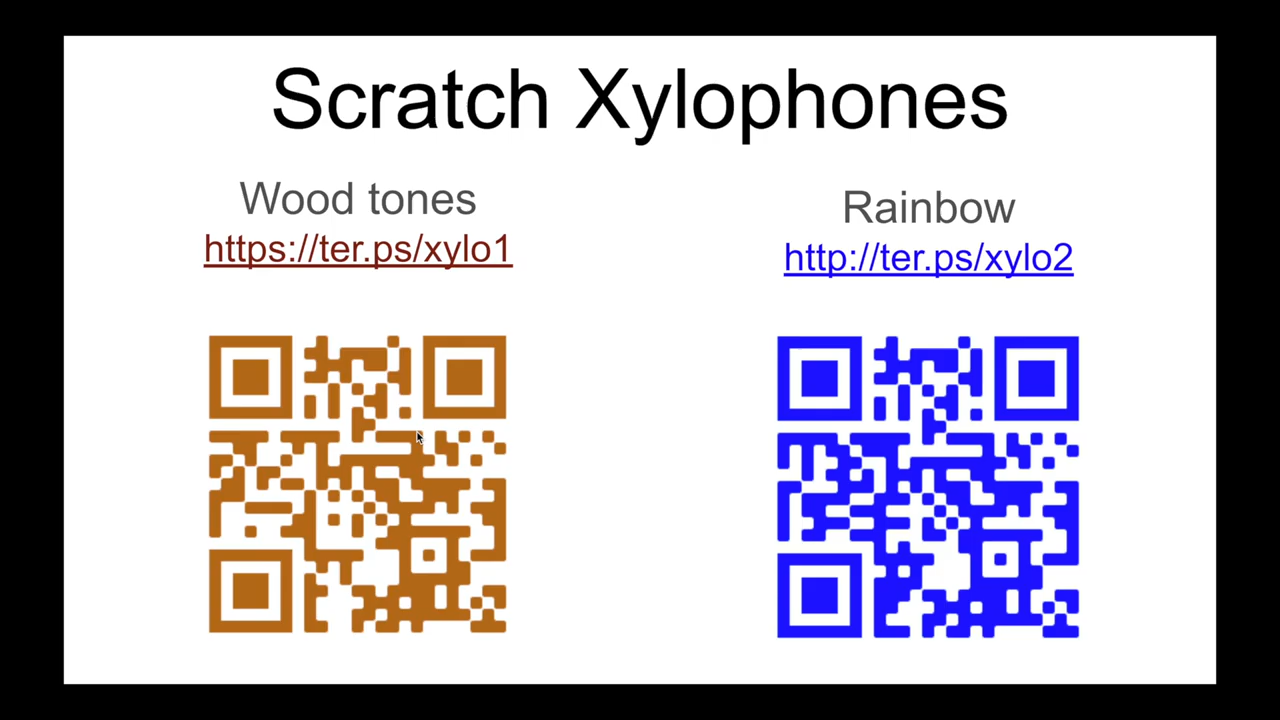 Scratch Xylophones
Wood tones
https://ter.ps/xylo1
Rainbow
http://ter.ps/xylo2